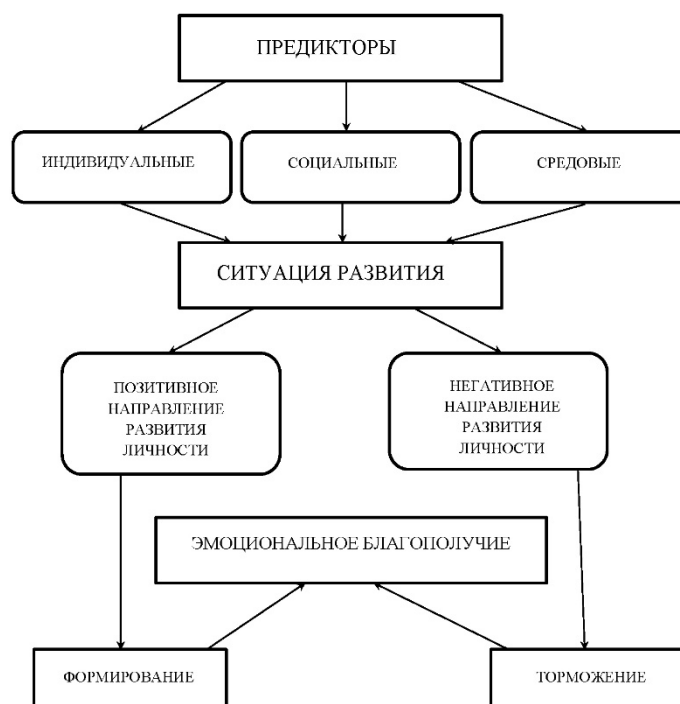 ПРЕДИКТОРЫ
ИНДИВИДУАЛЬНЫЕ
СОЦИАЛЬНЫЕ
СРЕДОВЫЕ
СИТУАЦИЯ РАЗВИТИЯ
ПОЗИТИВНОЕ
НАПРАВЛЕНИЕ
РАЗВИТИЯ
ЛИЧНОСТИ
НЕГАТИВНОЕ
НАПРАВЛЕНИЕ
РАЗВИТИЯ
ЛИЧНОСТИ
ЭМОЦИОНАЛЬНОЕ БЛАГОПОЛУЧИЕ
ФОРМИРОВАНИЕ
ТОРМОЖЕНИЕ